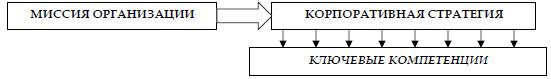 МИССИЯ ОРГАНИЗАЦИИ
КОРПОРАТИВНАЯ СТРАТЕГИЯ
КЛЮЧЕВЫЕ КОМПЕТЕНЦИИ